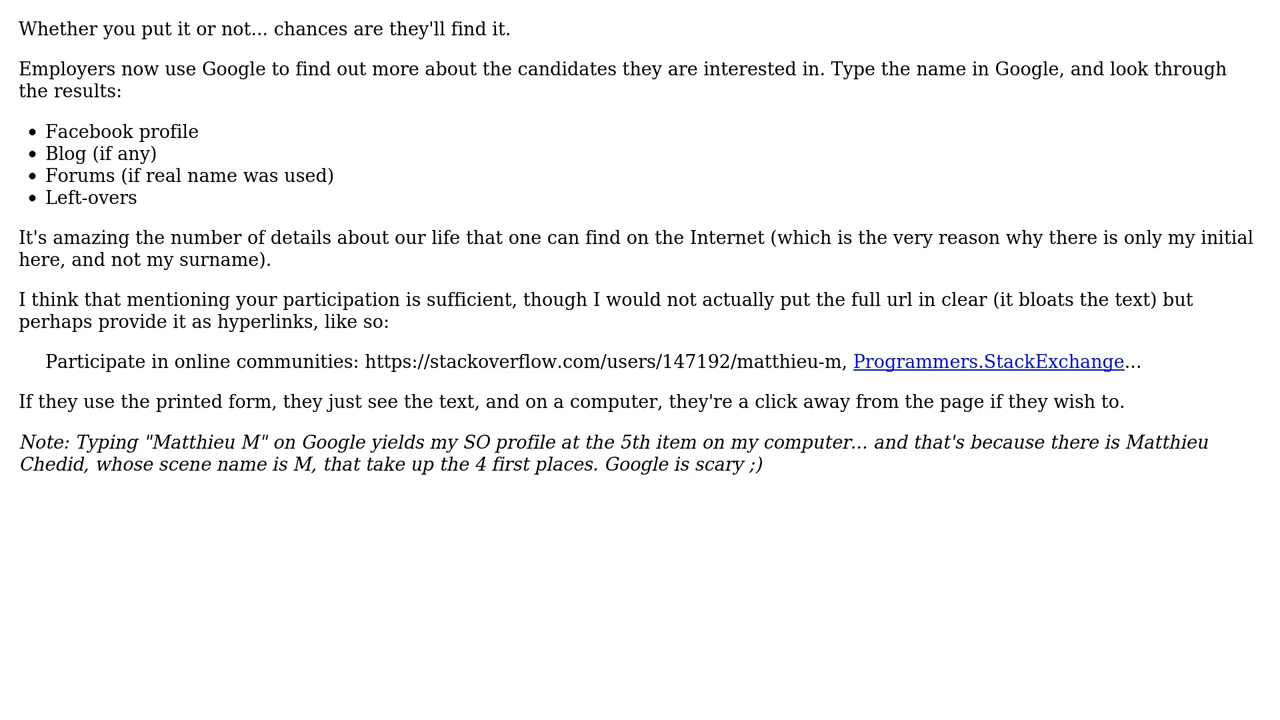 Whether you put it or not... chances are they'll find it.
Employers now use Google to find out more about the candidates they are interested in. Type the name in Google, and look through
the results:
• Facebook profile
• Blog (if any)
• Forums (if real name was used)
• Left-overs
It's amazing the number of details about our life that one can find on the Internet (which is the very reason why there is only my initial
here, and not my surname).
I think that mentioning your participation is sufficient, though I would not actually put the full url in clear (it bloats the text) but
perhaps provide it as hyperlinks, like so:
Participate in online communities: https://stackoverflow.com/users/147192/matthieu-m, Programmers.StackExchange...
If they use the printed form, they just see the text, and on a computer, they're a click away from the page if they wish to.
Note: Typing "Matthieu M" on Google yields my SO profile at the 5th item on my computer... and that's because there is Matthieu
Chedid, whose scene name is M, that take up the 4 first places. Google is scary ;)